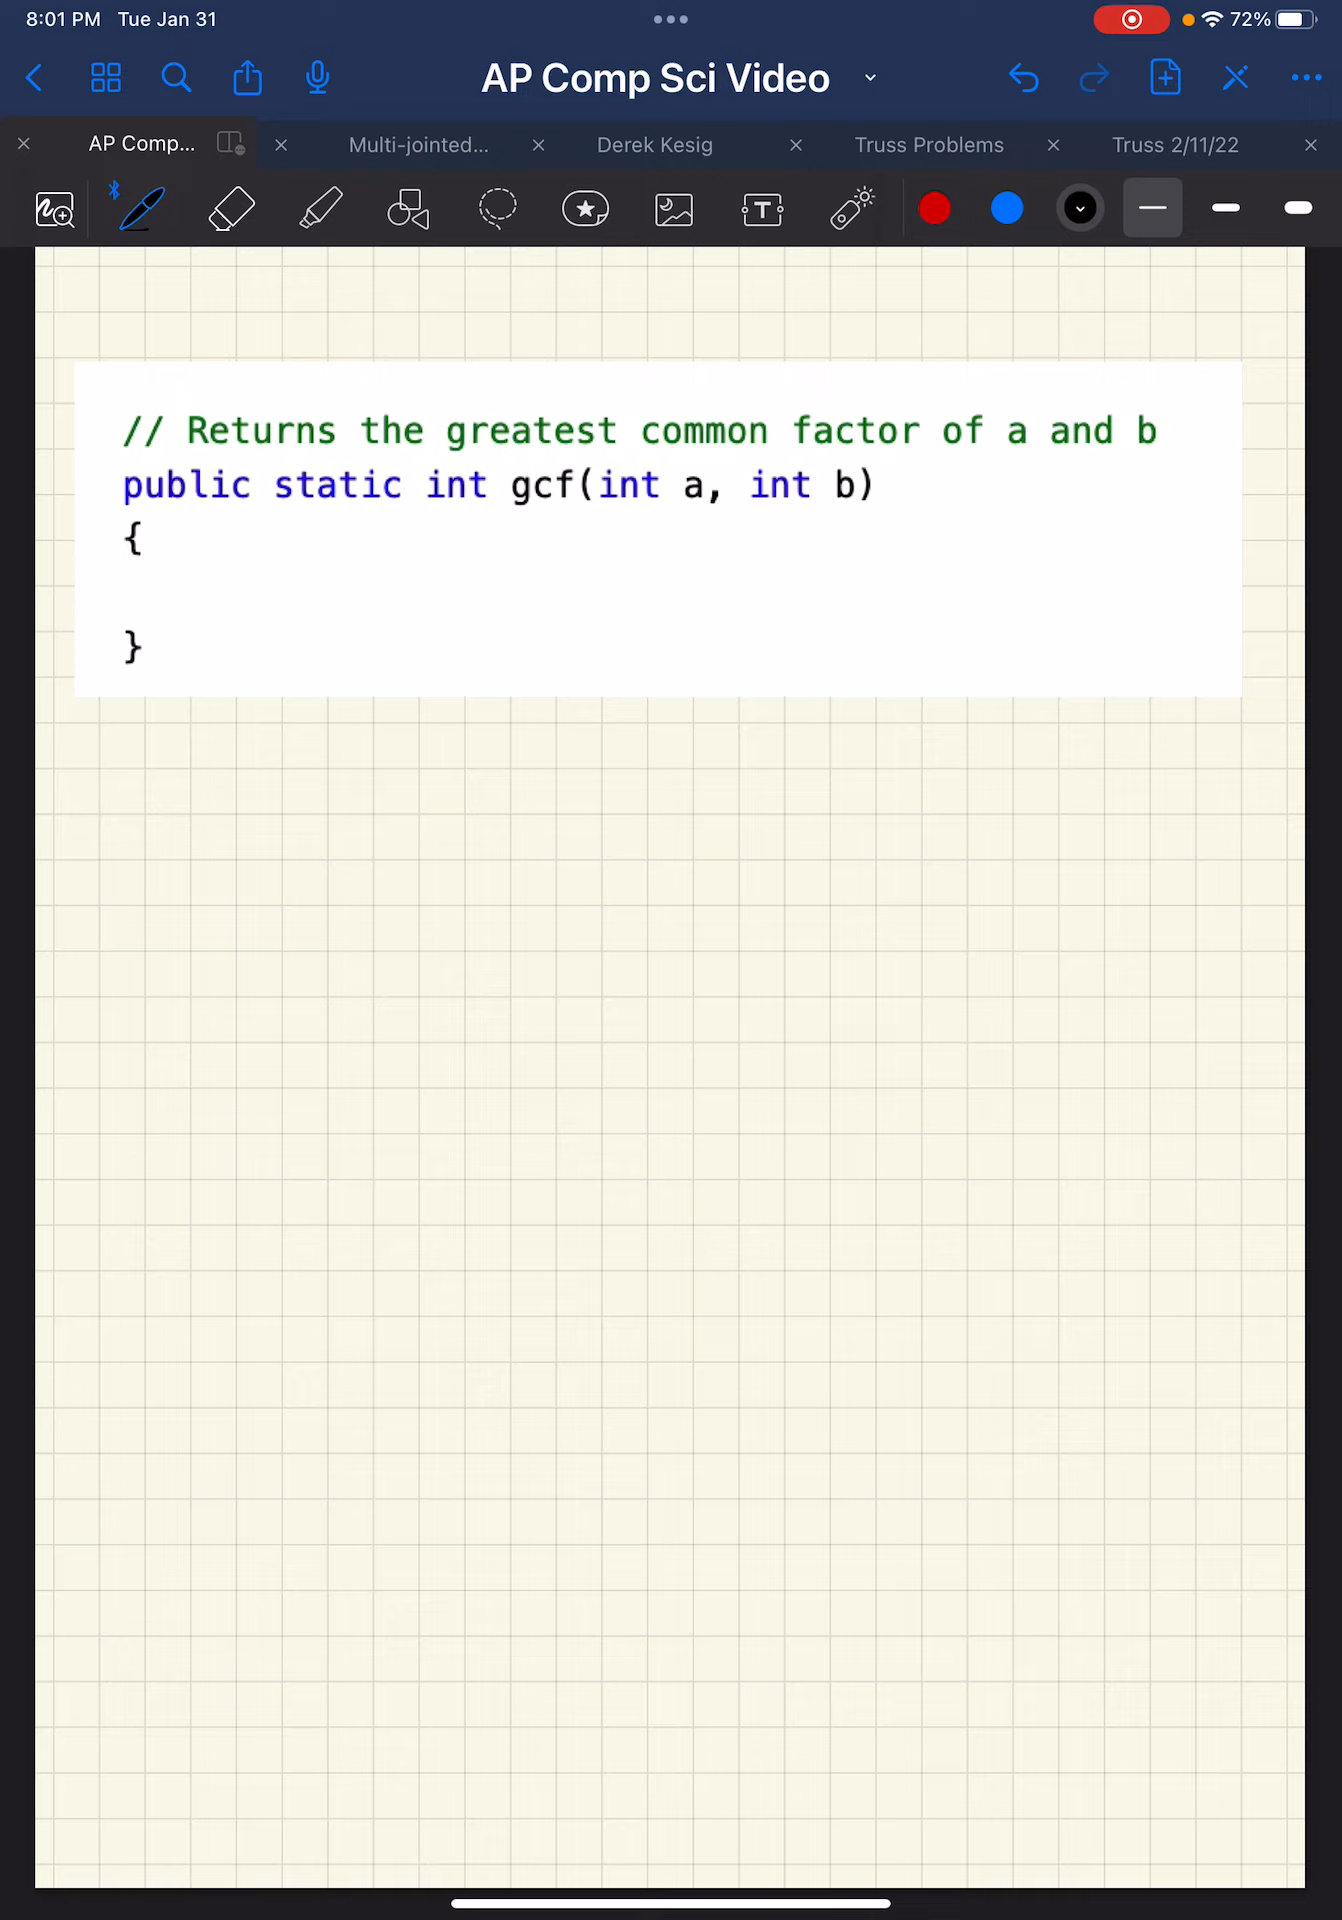 8:01 PM Tue Jan 31
72%
AP Comp Sci Video
AP Comp...
Multi-jointed...
Derek Kesig
Truss Problems
Truss 2/11/22
// Returns the greatest common factor of a and b
public static int gcf(int a, int b)
{
}